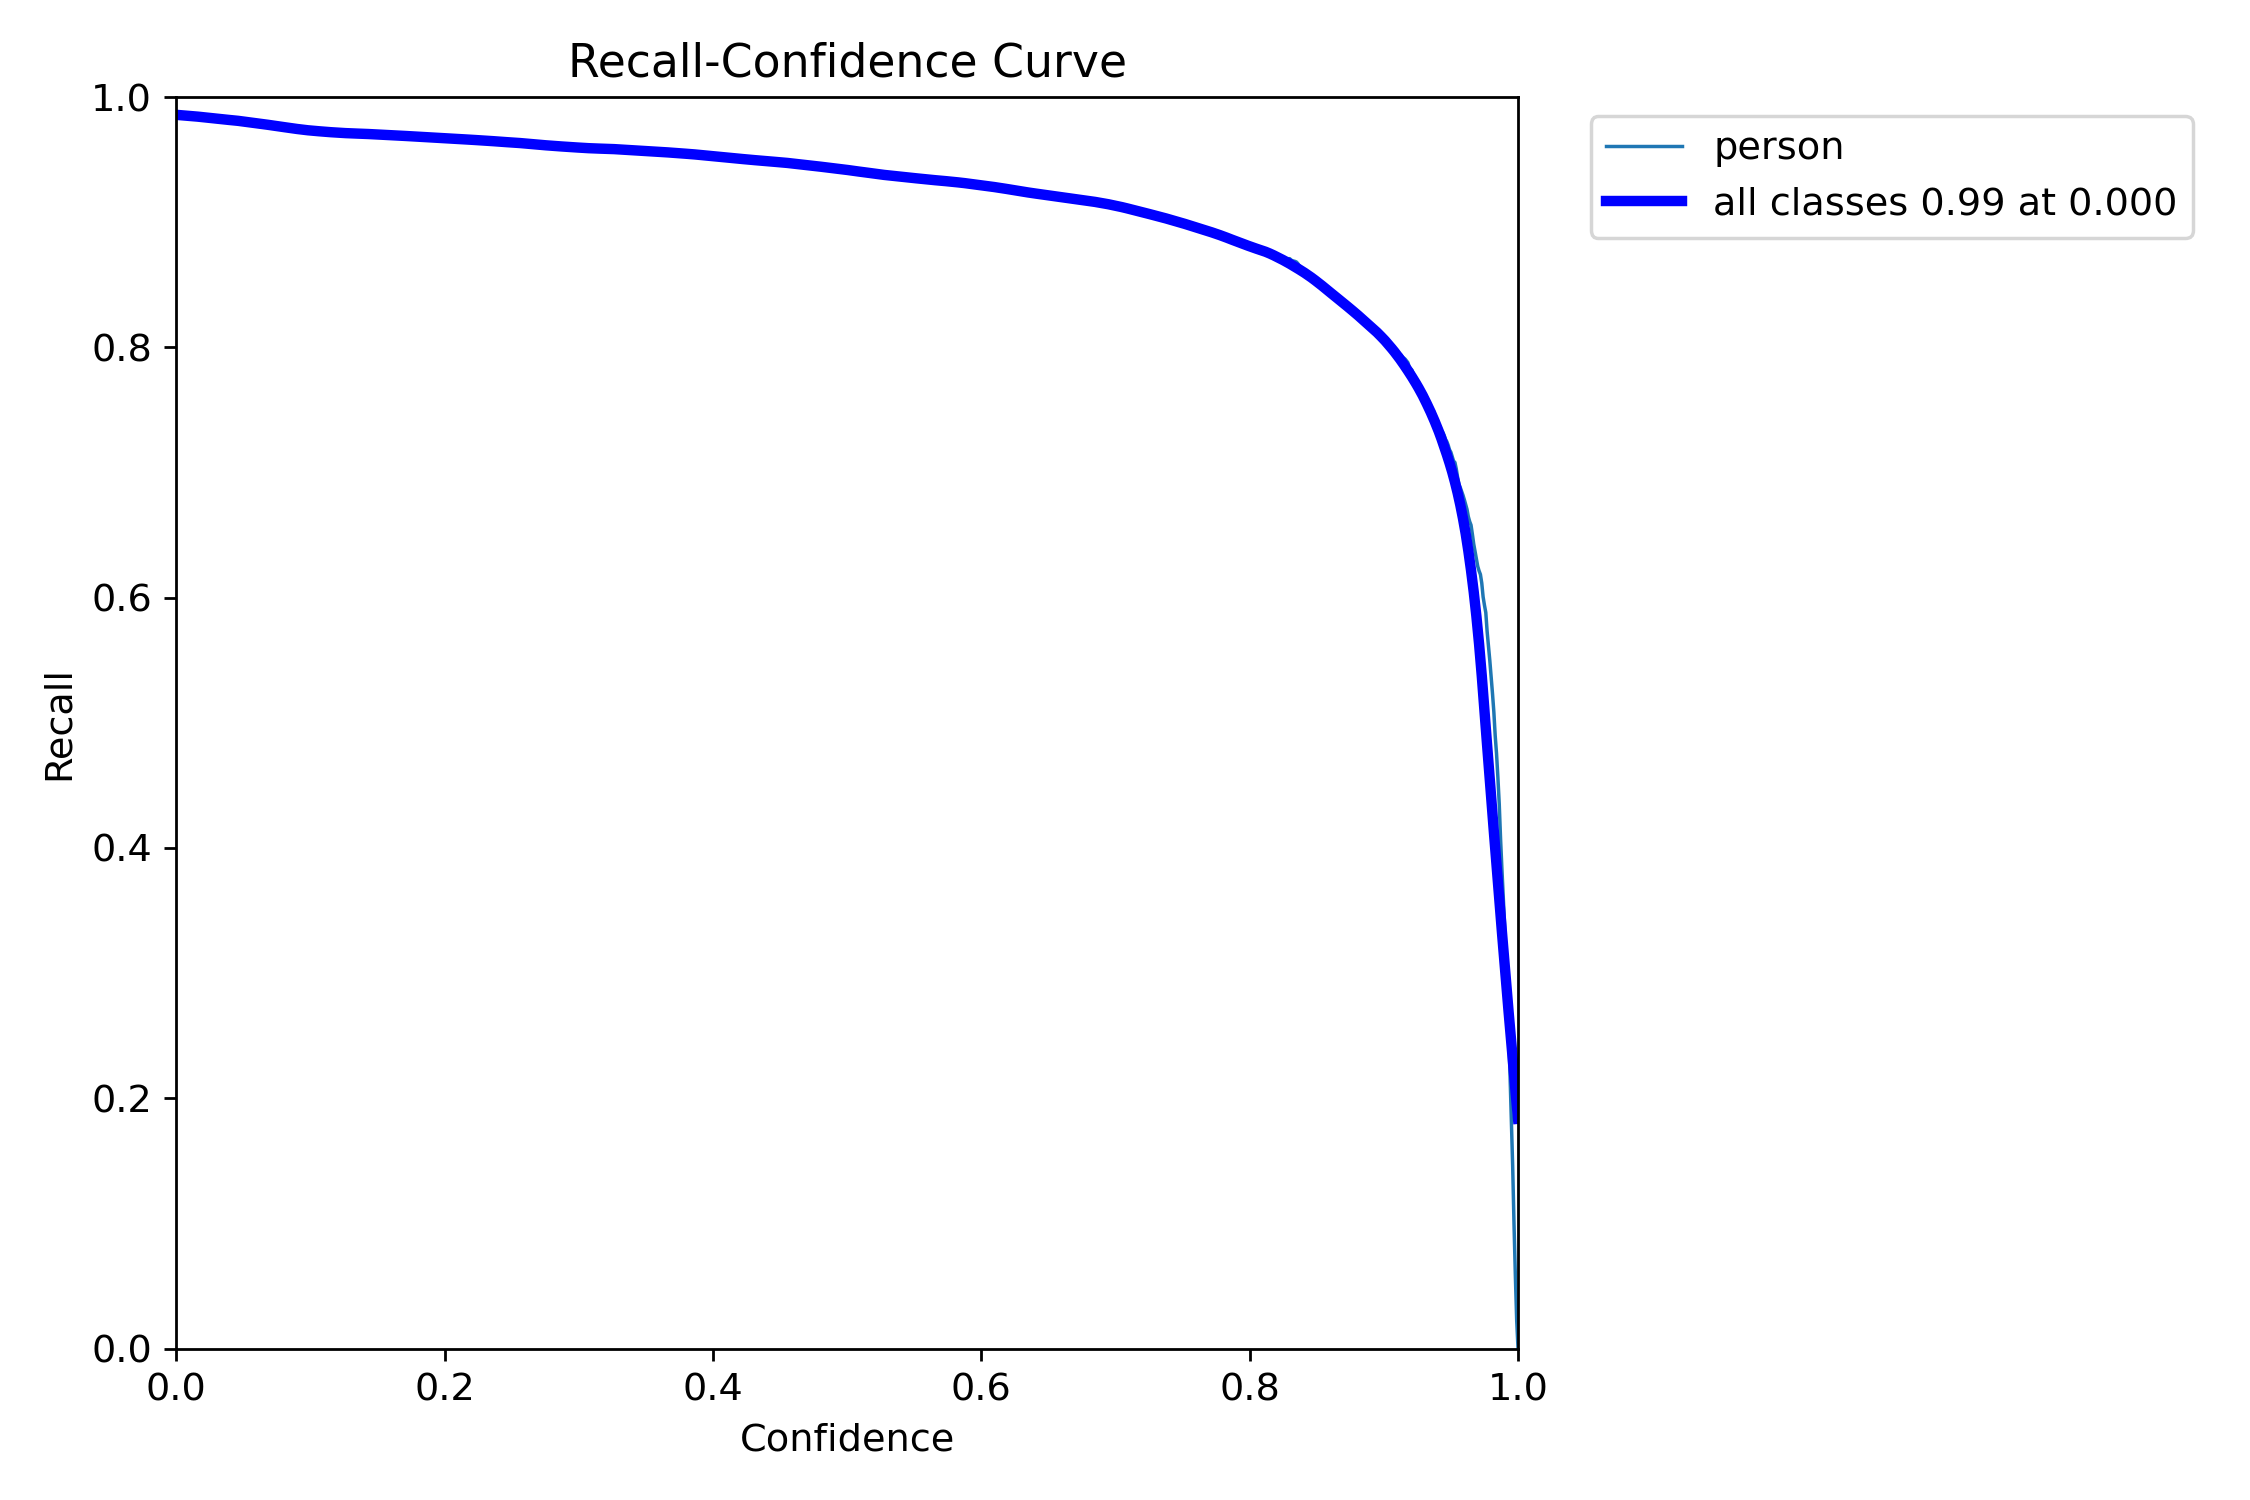 Recall-Confidence Curve
1.0
0.8
0.6
0.4
0.2
0.0
Recall
0.0 0.2 0.4 0.6 0.8 1.0
Confidence
person
all classes 0.99 at 0.000